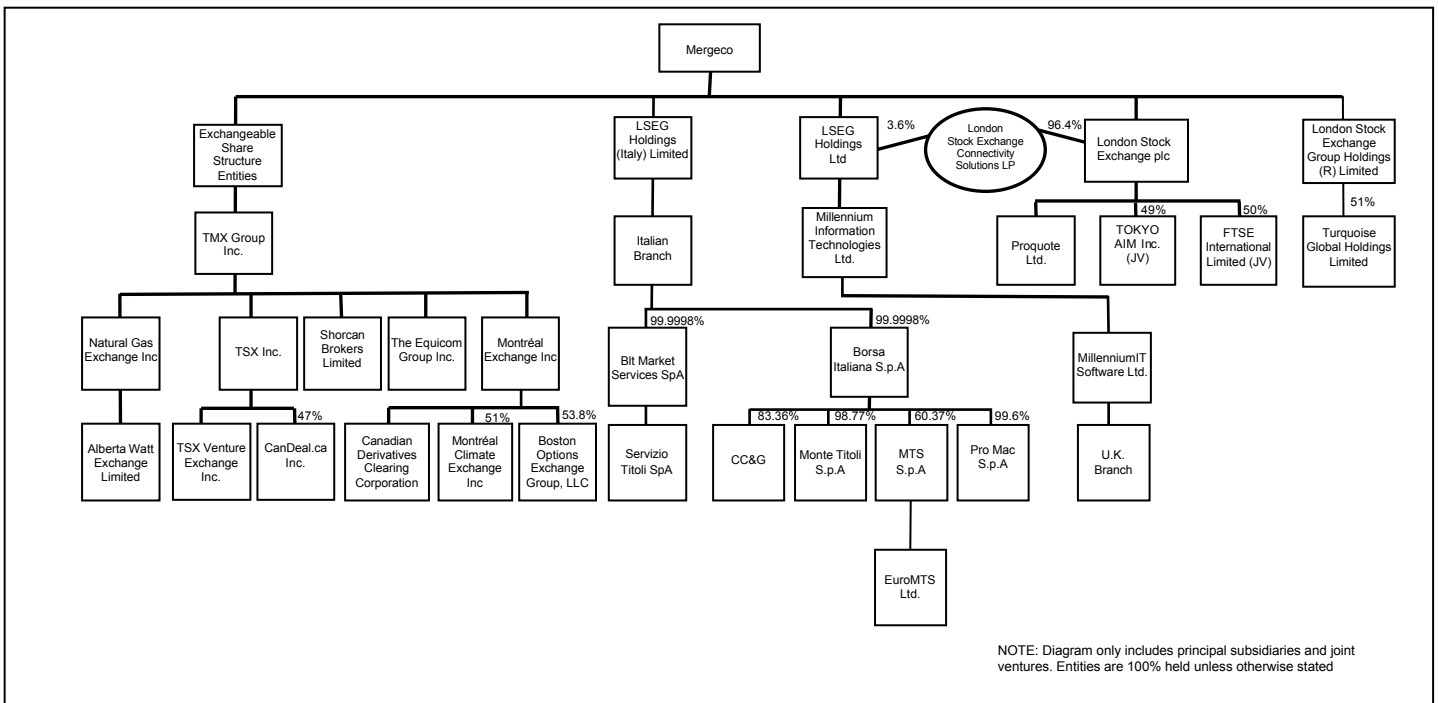 Mergeco
Exchangeable
Share
Structure
Entities
LSEG
Holdings
(Italy) Limited
LSEG
Holdings
Ltd
3.6%
London
Stock Exchange
Connectivity
Solutions LP
96.4%
London Stock
Exchange plc
London Stock
Exchange
Group Holdings
(R) Limited
TMX Group
Inc.
Italian
Branch
Millennium
Information
Technologies
Ltd.
Proquote
Ltd.
49%
TOKYO
AIM Inc.
(JV)
50%
FTSE
International
Limited (JV)
51%
Turquoise
Global Holdings
Limited
Natural Gas
Exchange Inc
TSX Inc.
Shorcan
Brokers
Limited
The Equicom
Group Inc.
Montréal
Exchange Inc
99.9998%
BIt Market
Services SpA
99.9998%
Borsa
Italiana S.p.A
MillenniumIT
Software Ltd.
Alberta Watt
Exchange
Limited
TSX Venture
Exchange
Inc.
47%
CanDeal.ca
Inc.
Canadian
Derivatives
Clearing
Corporation
51%
Montréal
Climate
Exchange
Inc
53.8%
Boston
Options
Exchange
Group, LLC
Servizio
Titoli SpA
83.36%
CC&G
98.77%
Monte Titoli
S.p.A
60.37%
MTS
S.p.A
99.6%
Pro Mac
S.p.A
U.K.
Branch
EuroMTS
Ltd.
NOTE: Diagram only includes principal subsidiaries and joint
ventures. Entities are 100% held unless otherwise stated